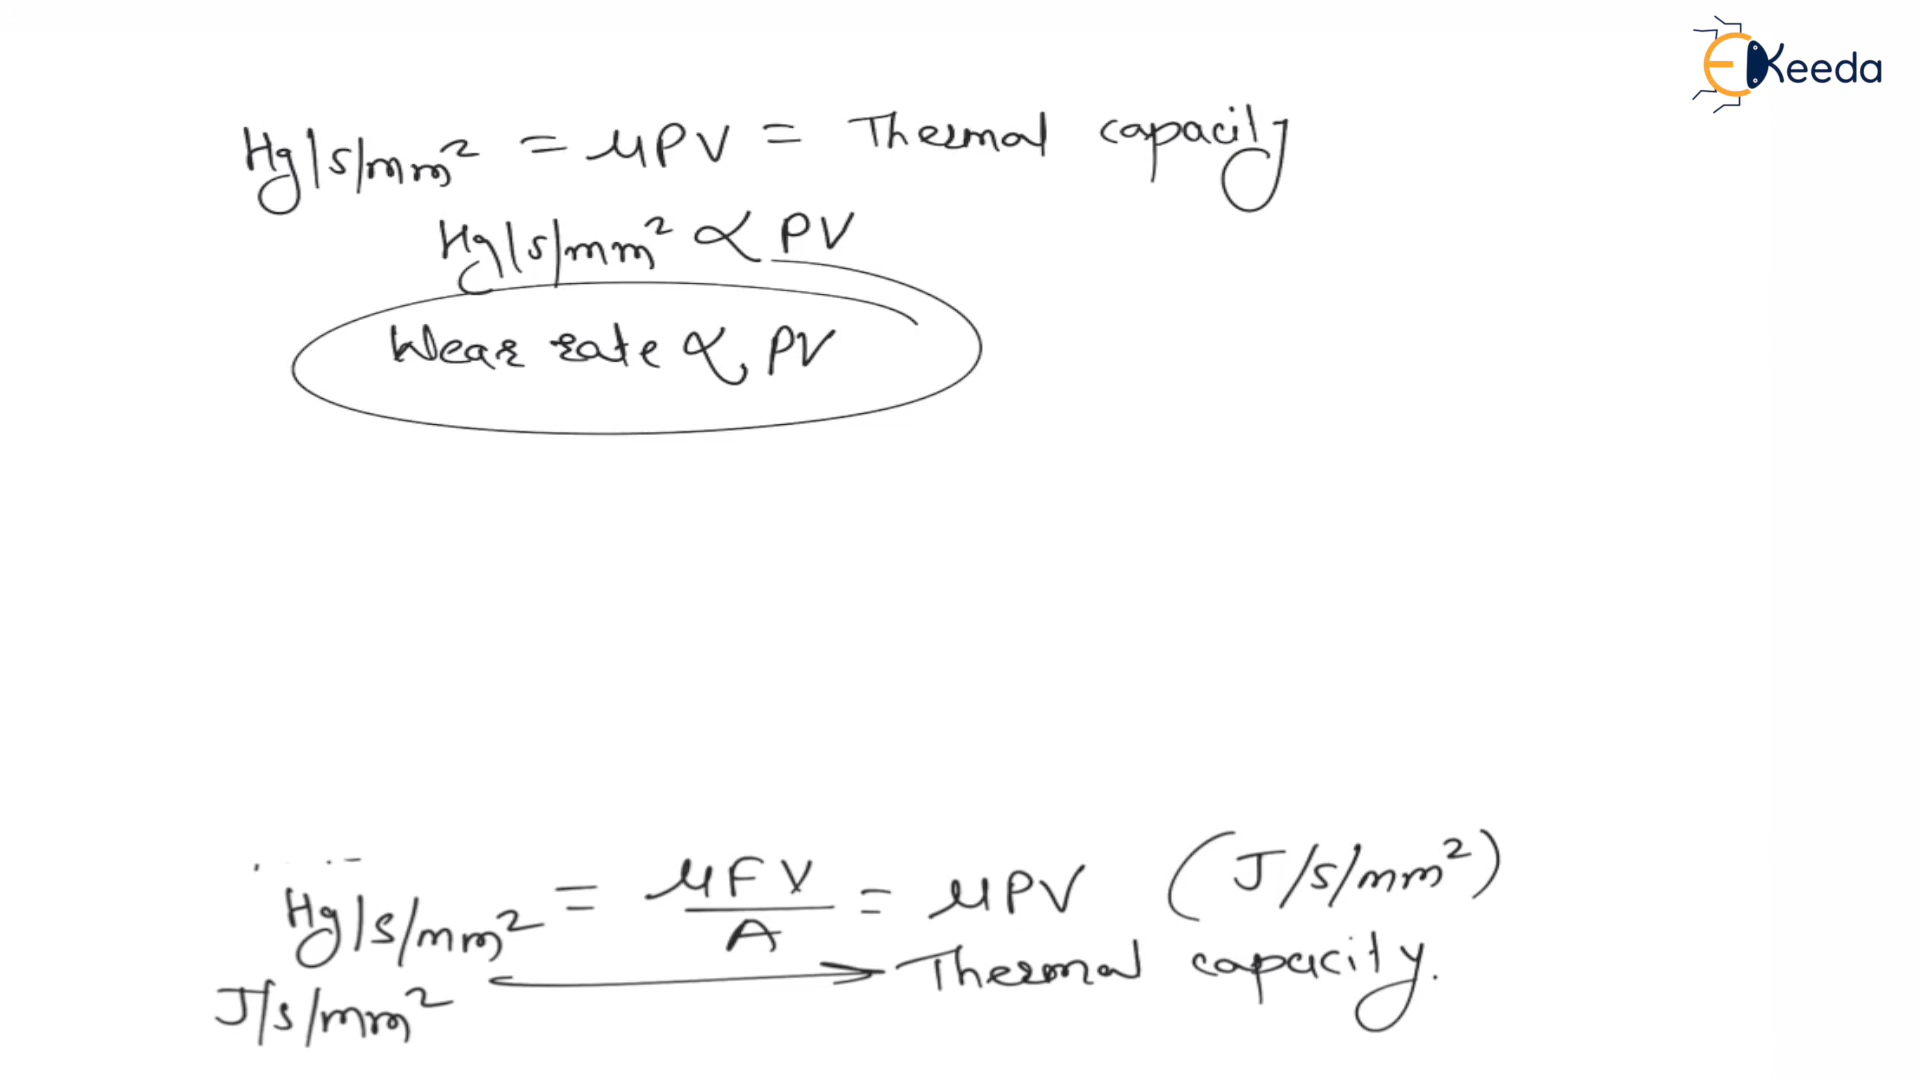 EKeeda
Hg/s/mm² = μPV = Thermal capacity
Hg/s/mm² ∝ PV
Wear rate ∝ PV
Hg/s/mm² = μFV/A = μPV (J/s/mm²)
J/s/mm² → Thermal capacity.